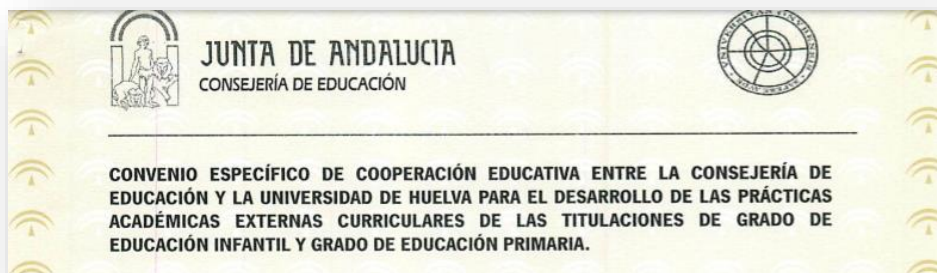 JUNTA DE ANDALUCIA
CONSEJERÍA DE EDUCACIÓN
CONVENIO ESPECÍFICO DE COOPERACIÓN EDUCATIVA ENTRE LA CONSEJERÍA DE
EDUCACIÓN Y LA UNIVERSIDAD DE HUELVA PARA EL DESARROLLO DE LAS PRÁCTICAS
ACADÉMICAS EXTERNAS CURRICULARES DE LAS TITULACIONES DE GRADO DE
EDUCACIÓN INFANTIL Y GRADO DE EDUCACIÓN PRIMARIA.